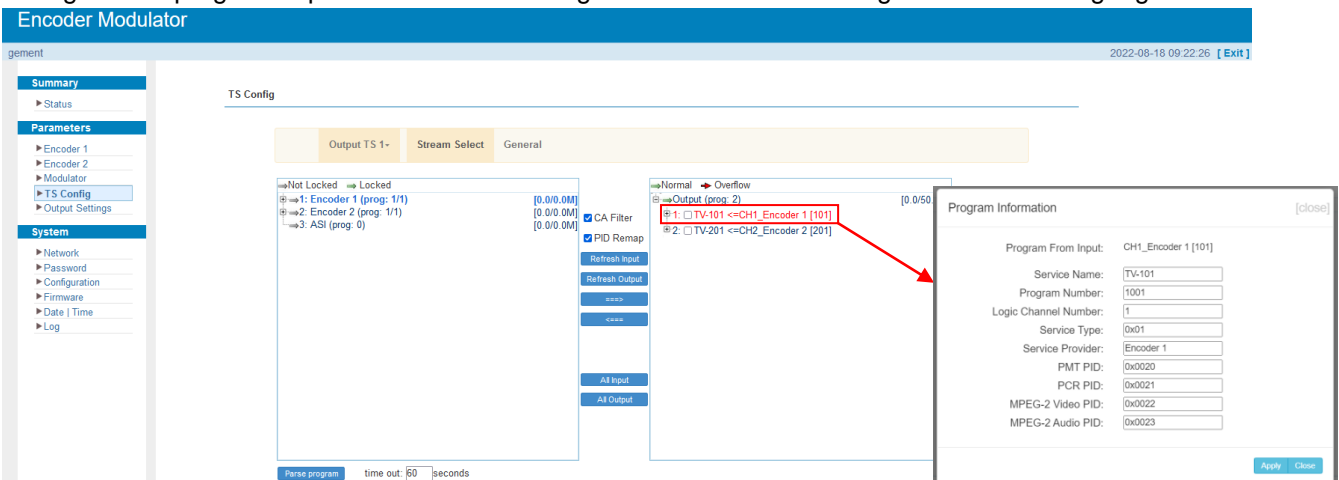 Encoder Modulator
gement
2022-08-18 09:22:26 [ Exit ]
Summary
Status
Parameters
Encoder 1
Encoder 2
Modulator
TS Config
Output Settings
System
Network
Password
Configuration
Firmware
Date | Time
Log
TS Config
Output TS 1
Stream Select
General
Not Locked Locked
1: Encoder 1 (prog: 1/1) [0.0/0.0M]
2: Encoder 2 (prog: 1/1) [0.0/0.0M]
3: ASI (prog: 0) [0.0/0.0M]
CA Filter
PID Remap
Refresh Input
Refresh Output
===>
<===
All Input
All Output
Normal Overflow
Output (prog: 2) [0.0/50.
1: TV-101 <=CH1_Encoder 1 [101]
2: TV-201 <=CH2_Encoder 2 [201]
Parse program time out: 60 seconds
Program Information [close]
Program From Input: CH1_Encoder 1 [101]
Service Name: TV-101
Program Number: 1001
Logic Channel Number: 1
Service Type: 0x01
Service Provider: Encoder 1
PMT PID: 0x0020
PCR PID: 0x0021
MPEG-2 Video PID: 0x0022
MPEG-2 Audio PID: 0x0023
Apply Close